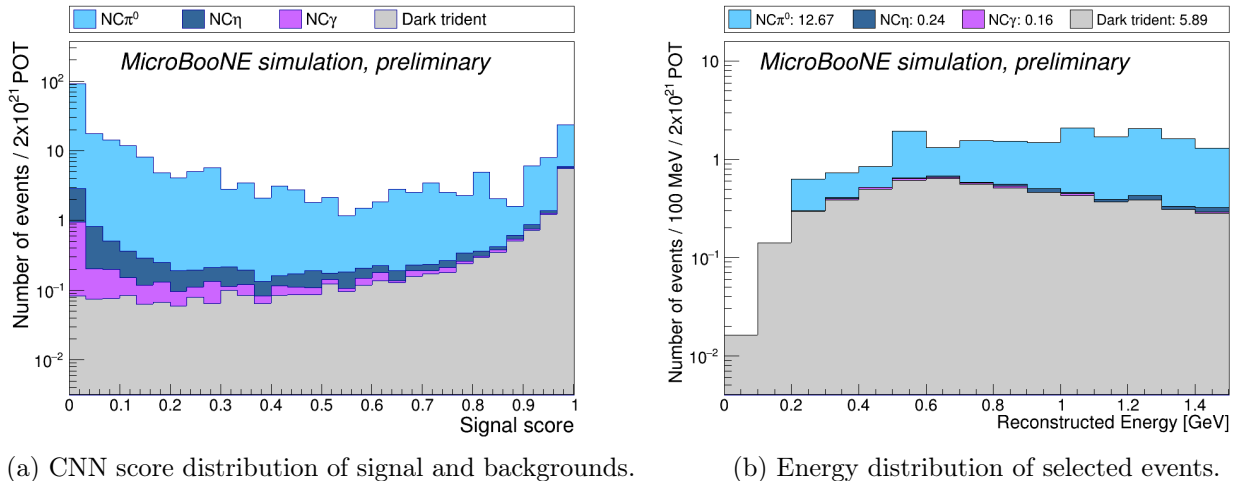 NCπ⁰ NCη NCγ Dark trident
MicroBooNE simulation, preliminary
Number of events / 2x10²¹ POT
10²
10
1
10⁻¹
10⁻²
0 0.1 0.2 0.3 0.4 0.5 0.6 0.7 0.8 0.9 1
Signal score
(a) CNN score distribution of signal and backgrounds.
NCπ⁰: 12.67 NCη: 0.24 NCγ: 0.16 Dark trident: 5.89
MicroBooNE simulation, preliminary
Number of events / 100 MeV / 2x10²¹ POT
10
1
10⁻¹
10⁻²
0 0.2 0.4 0.6 0.8 1 1.2 1.4
Reconstructed Energy [GeV]
(b) Energy distribution of selected events.